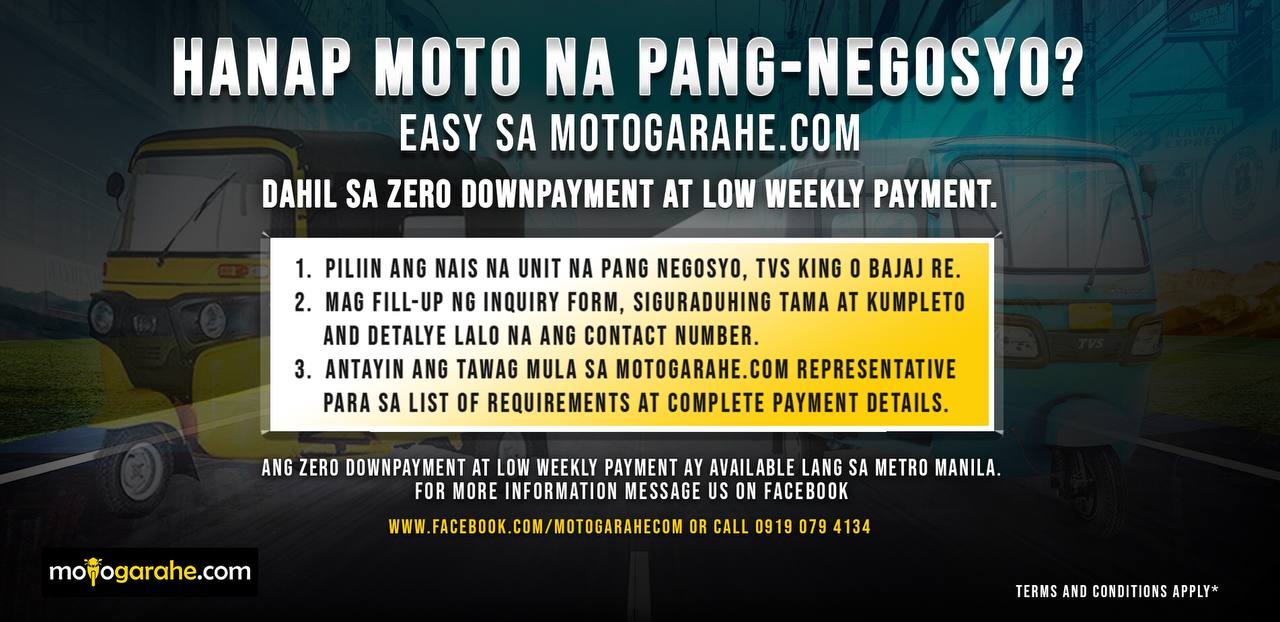 HANAP MOTO NA PANG-NEGOSYO?
EASY SA MOTOGARAHE.COM
DAHIL SA ZERO DOWNPAYMENT AT LOW WEEKLY PAYMENT.
1. PILIIN ANG NAIS NA UNIT NA PANG NEGOSYO, TVS KING O BAJAJ RE.
2. MAG FILL-UP NG INQUIRY FORM, SIGURADUHING TAMA AT KUMPLETO
AND DETALYE LALO NA ANG CONTACT NUMBER.
3. ANTAYIN ANG TAWAG MULA SA MOTOGARAHE.COM REPRESENTATIVE
PARA SA LIST OF REQUIREMENTS AT COMPLETE PAYMENT DETAILS.
TVS
ANG ZERO DOWNPAYMENT AT LOW WEEKLY PAYMENT AY AVAILABLE LANG SA METRO MANILA.
FOR MORE INFORMATION MESSAGE US ON FACEBOOK
WWW.FACEBOOK.COM/MOTOGARAHECOM OR CALL 0919 079 4134
motogarahe.com
TERMS AND CONDITIONS APPLY*